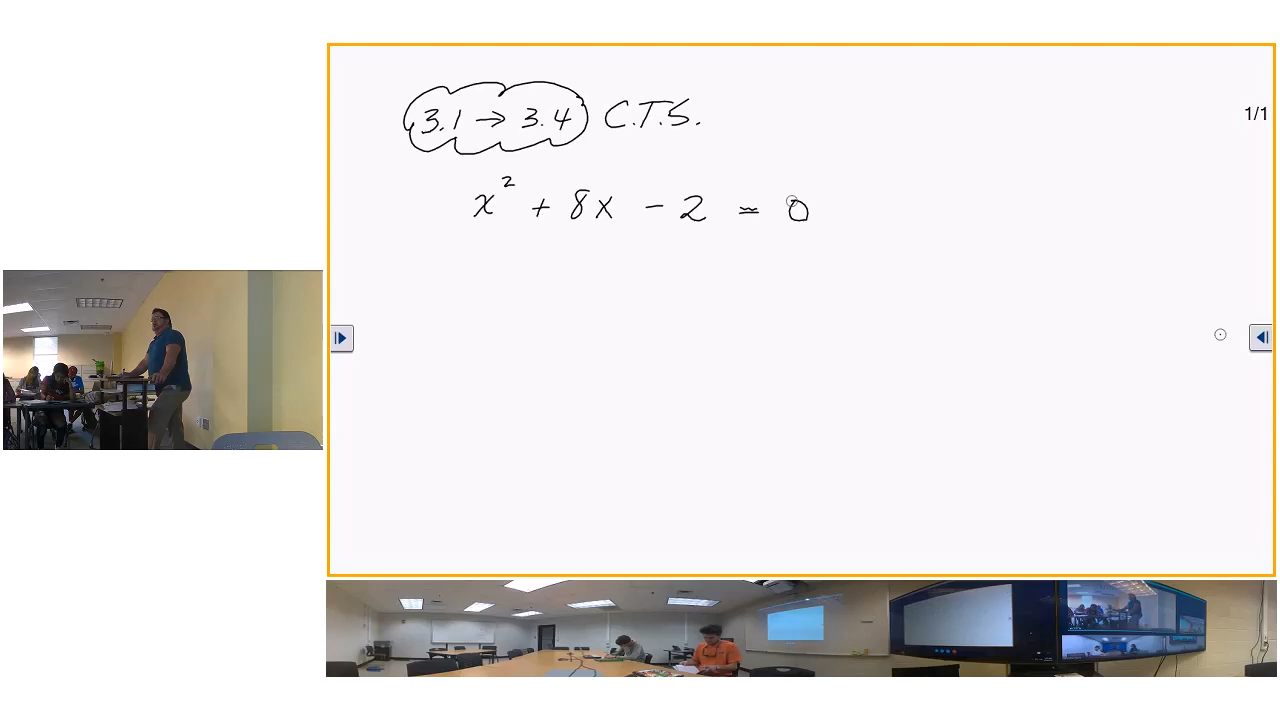 3.1 → 3.4 C.T.S.
1/1
x² + 8x - 2 = 0